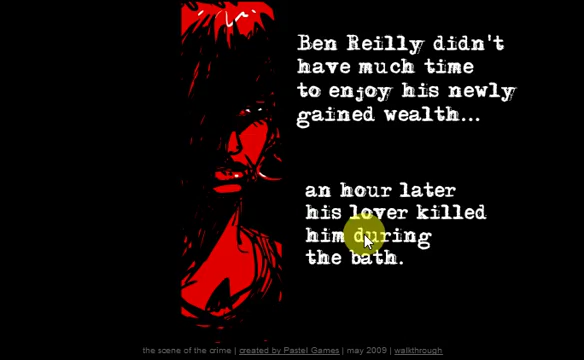 Ben Reilly didn't
have much time
to enjoy his newly
gained wealth...
an hour later
his lover killed
him during
the bath.
the scene of the crime | created by Pastel Games | may 2009 | walkthrough